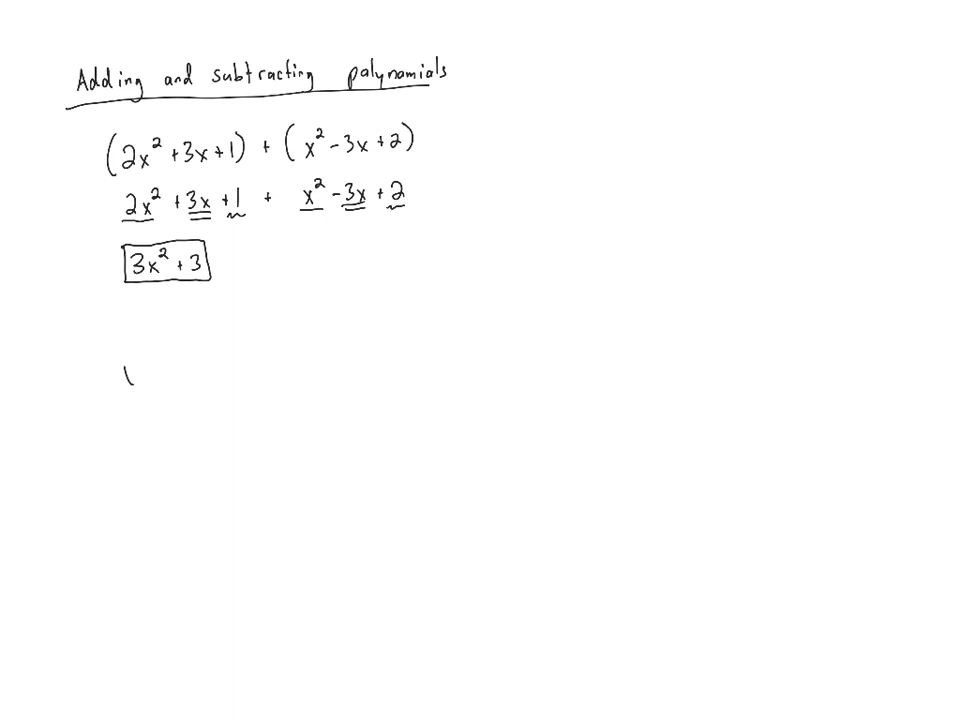 Adding and subtracting polynomials
(2x² +3x+1) + (x² -3x+2)
2x² +3x +1 + x² -3x +2
3x² +3
(